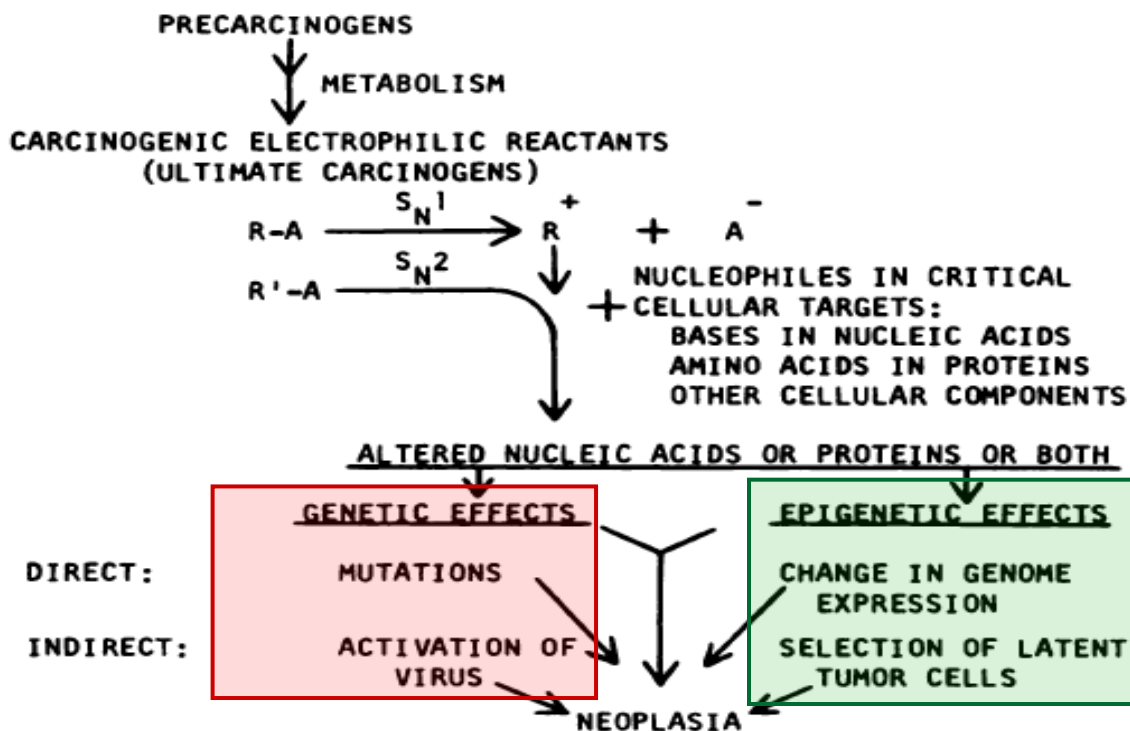 PRECARCINOGENS
METABOLISM
CARCINOGENIC ELECTROPHILIC REACTANTS
(ULTIMATE CARCINOGENS)
R-A SN1 R+ + A-
R'-A SN2
+ NUCLEOPHILES IN CRITICAL
CELLULAR TARGETS:
BASES IN NUCLEIC ACIDS
AMINO ACIDS IN PROTEINS
OTHER CELLULAR COMPONENTS
ALTERED NUCLEIC ACIDS OR PROTEINS OR BOTH
GENETIC EFFECTS EPIGENETIC EFFECTS
DIRECT: MUTATIONS CHANGE IN GENOME
EXPRESSION
INDIRECT: ACTIVATION OF SELECTION OF LATENT
VIRUS TUMOR CELLS
NEOPLASIA